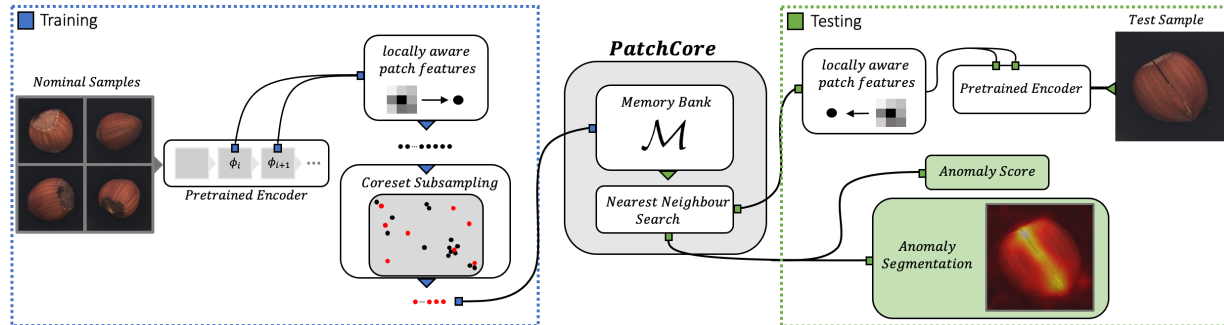 Training
Nominal Samples
ϕi
ϕi+1
...
Pretrained Encoder
locally aware
patch features
Coreset Subsampling
PatchCore
Memory Bank
ℳ
Nearest Neighbour
Search
Testing
locally aware
patch features
Pretrained Encoder
Test Sample
Anomaly Score
Anomaly
Segmentation